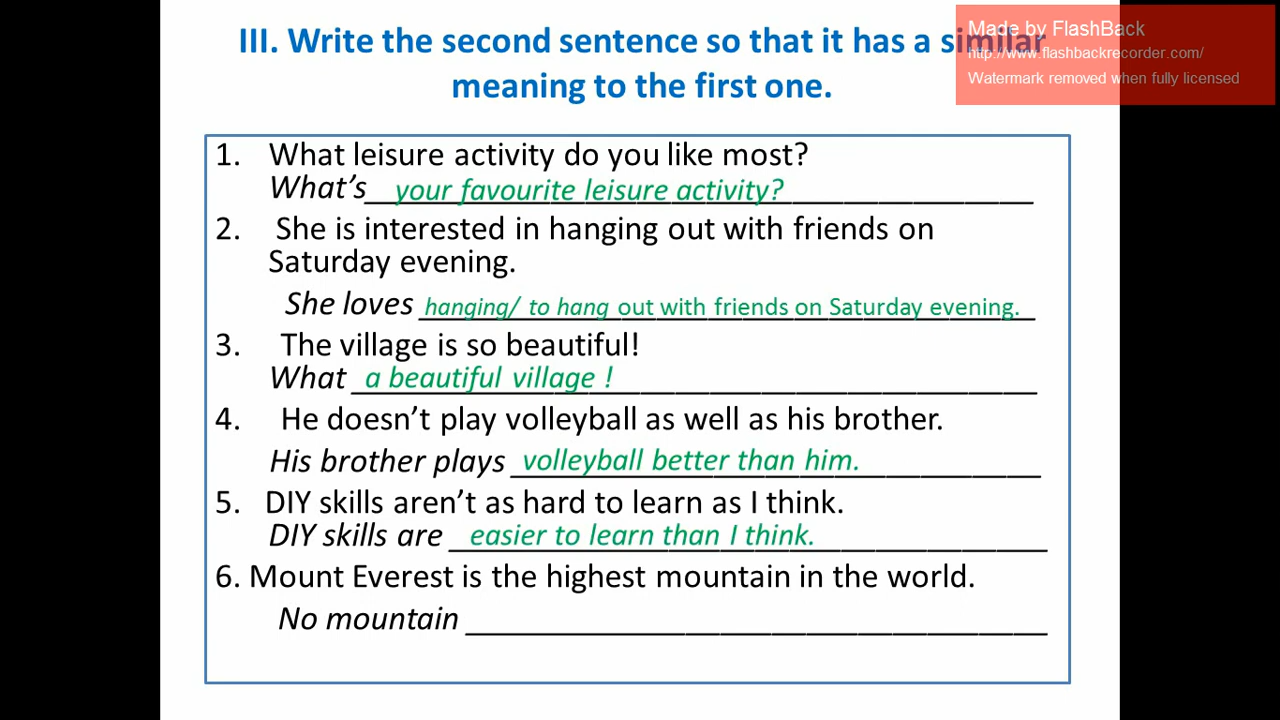 III. Write the second sentence so that it has a similar
meaning to the first one.
Made by FlashBack
http://www.flashbackrecorder.com/
Watermark removed when fully licensed
1. What leisure activity do you like most?
What’s your favourite leisure activity?
2. She is interested in hanging out with friends on
Saturday evening.
She loves hanging/ to hang out with friends on Saturday evening.
3. The village is so beautiful!
What a beautiful village !
4. He doesn’t play volleyball as well as his brother.
His brother plays volleyball better than him.
5. DIY skills aren’t as hard to learn as I think.
DIY skills are easier to learn than I think.
6. Mount Everest is the highest mountain in the world.
No mountain